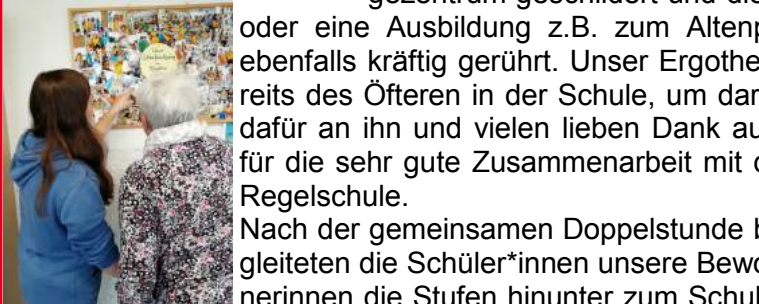 gezentrum geschildert und die
oder eine Ausbildung z.B. zum Altenp
ebenfalls kräftig gerührt. Unser Ergothe
reits des Öfteren in der Schule, um dar
dafür an ihn und vielen lieben Dank au
für die sehr gute Zusammenarbeit mit d
Regelschule.
Nach der gemeinsamen Doppelstunde b
gleiteten die Schüler*innen unsere Bewo
nerinnen die Stufen hinunter zum Schul